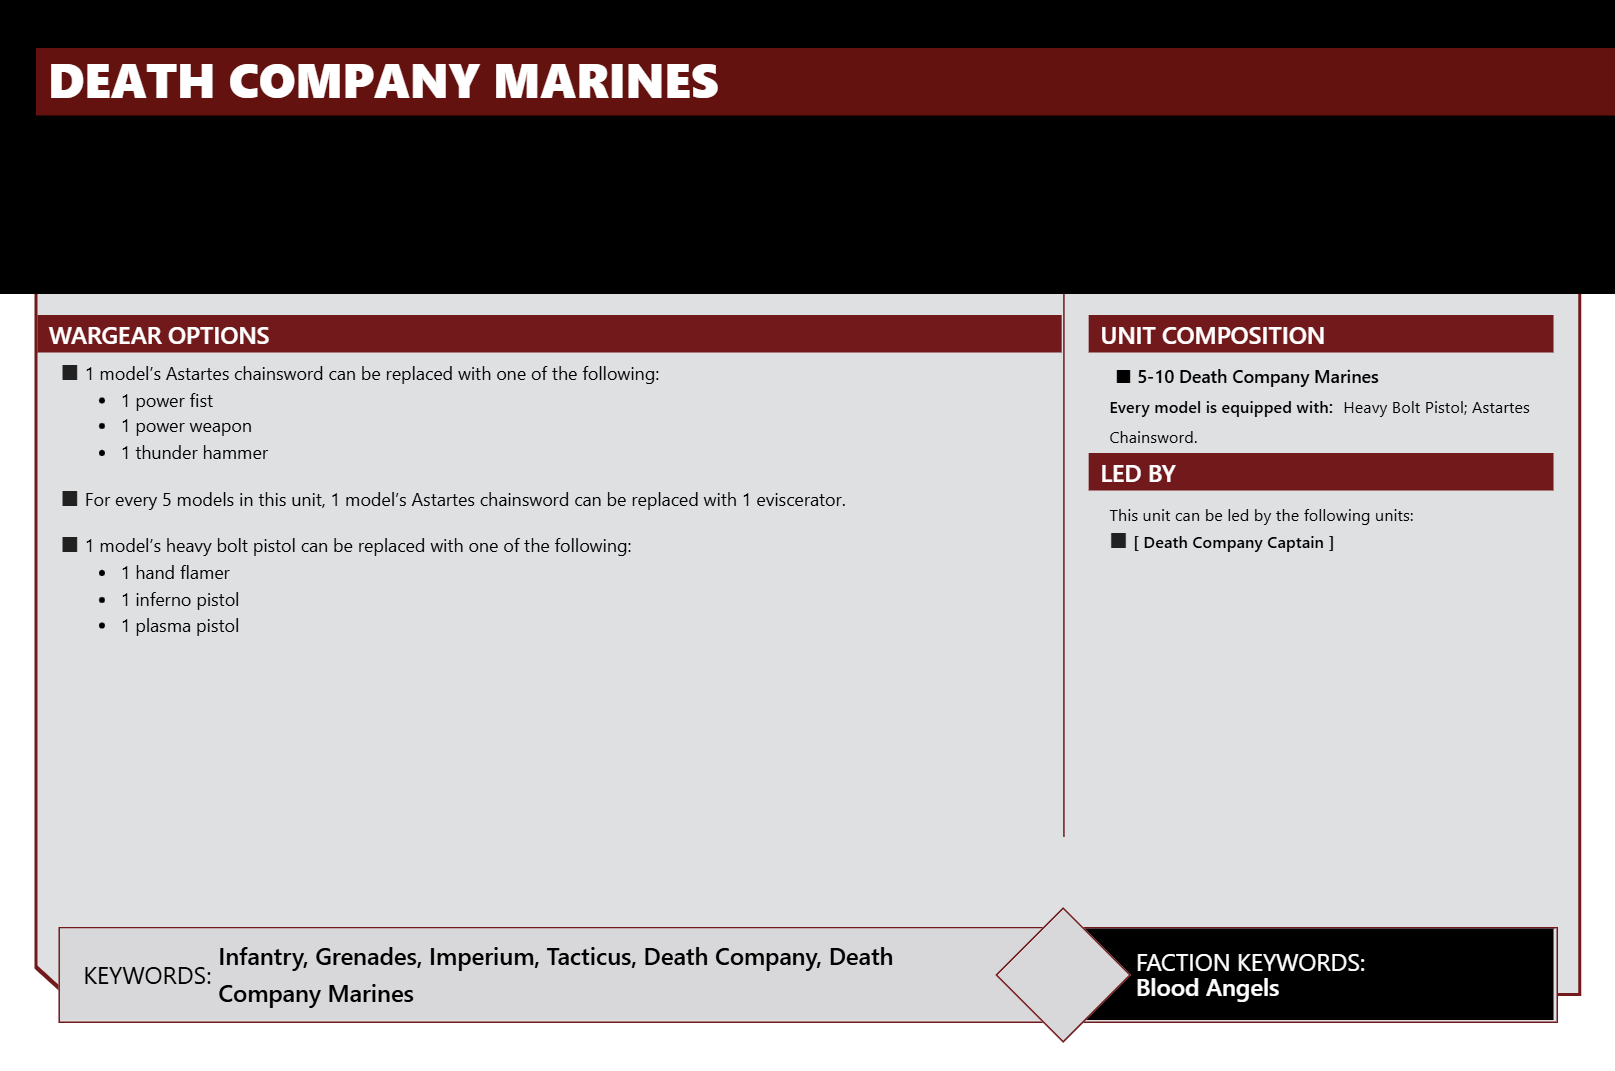 DEATH COMPANY MARINES
WARGEAR OPTIONS
■ 1 model's Astartes chainsword can be replaced with one of the following:
• 1 power fist
• 1 power weapon
• 1 thunder hammer
■ For every 5 models in this unit, 1 model's Astartes chainsword can be replaced with 1 eviscerator.
■ 1 model's heavy bolt pistol can be replaced with one of the following:
• 1 hand flamer
• 1 inferno pistol
• 1 plasma pistol
UNIT COMPOSITION
■ 5-10 Death Company Marines
Every model is equipped with: Heavy Bolt Pistol; Astartes
Chainsword.
LED BY
This unit can be led by the following units:
■ [ Death Company Captain ]
KEYWORDS: Infantry, Grenades, Imperium, Tacticus, Death Company, Death
Company Marines
FACTION KEYWORDS:
Blood Angels